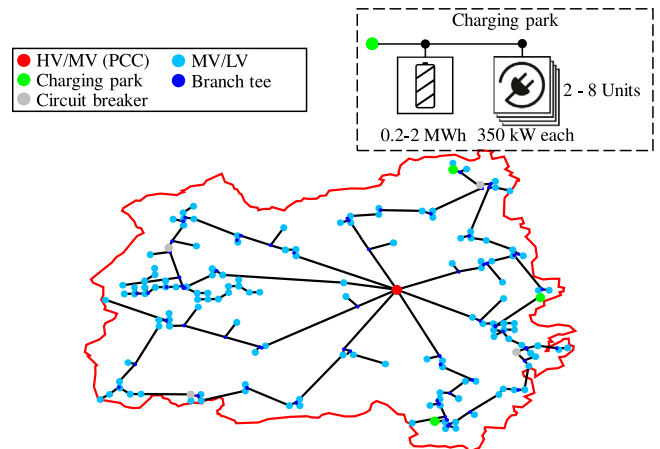 HV/MV (PCC)
MV/LV
Charging park
Branch tee
Circuit breaker
Charging park
2 - 8 Units
0.2-2 MWh
350 kW each